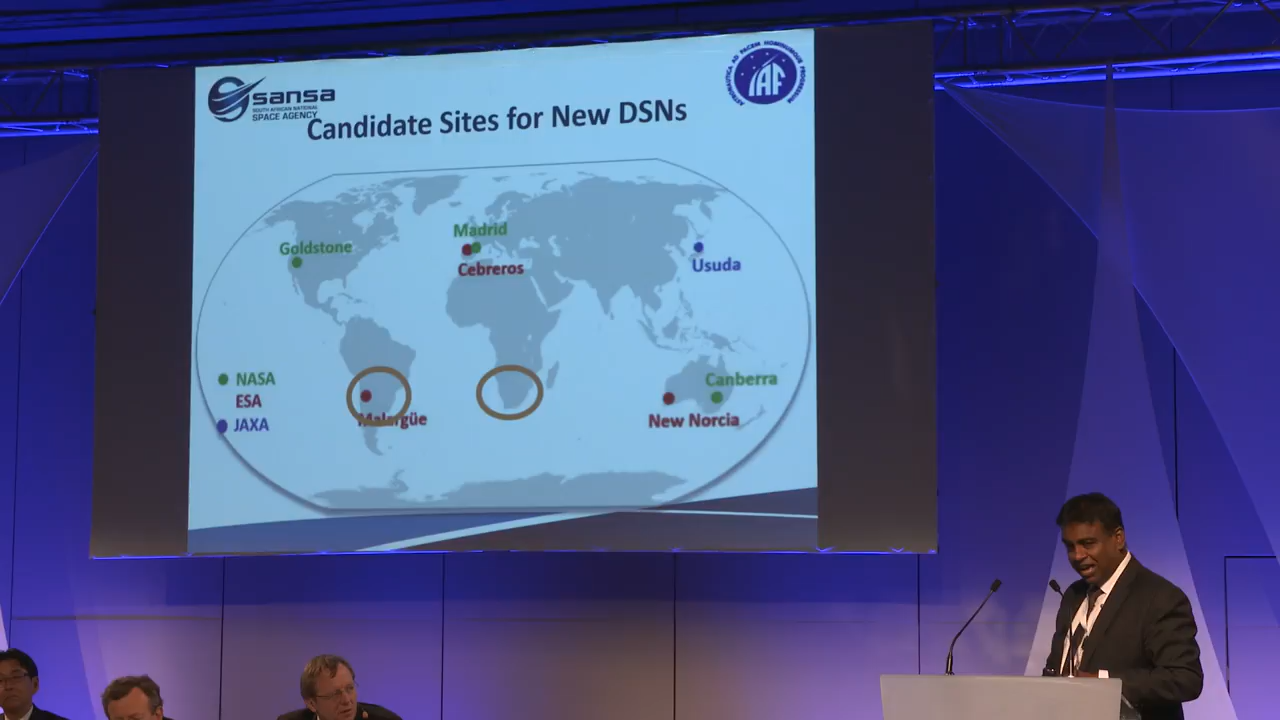 sansa
SOUTH AFRICAN NATIONAL
SPACE AGENCY
IAF
Candidate Sites for New DSNs
Goldstone
Madrid
Cebreros
Usuda
NASA
ESA
JAXA
Malargüe
Canberra
New Norcia